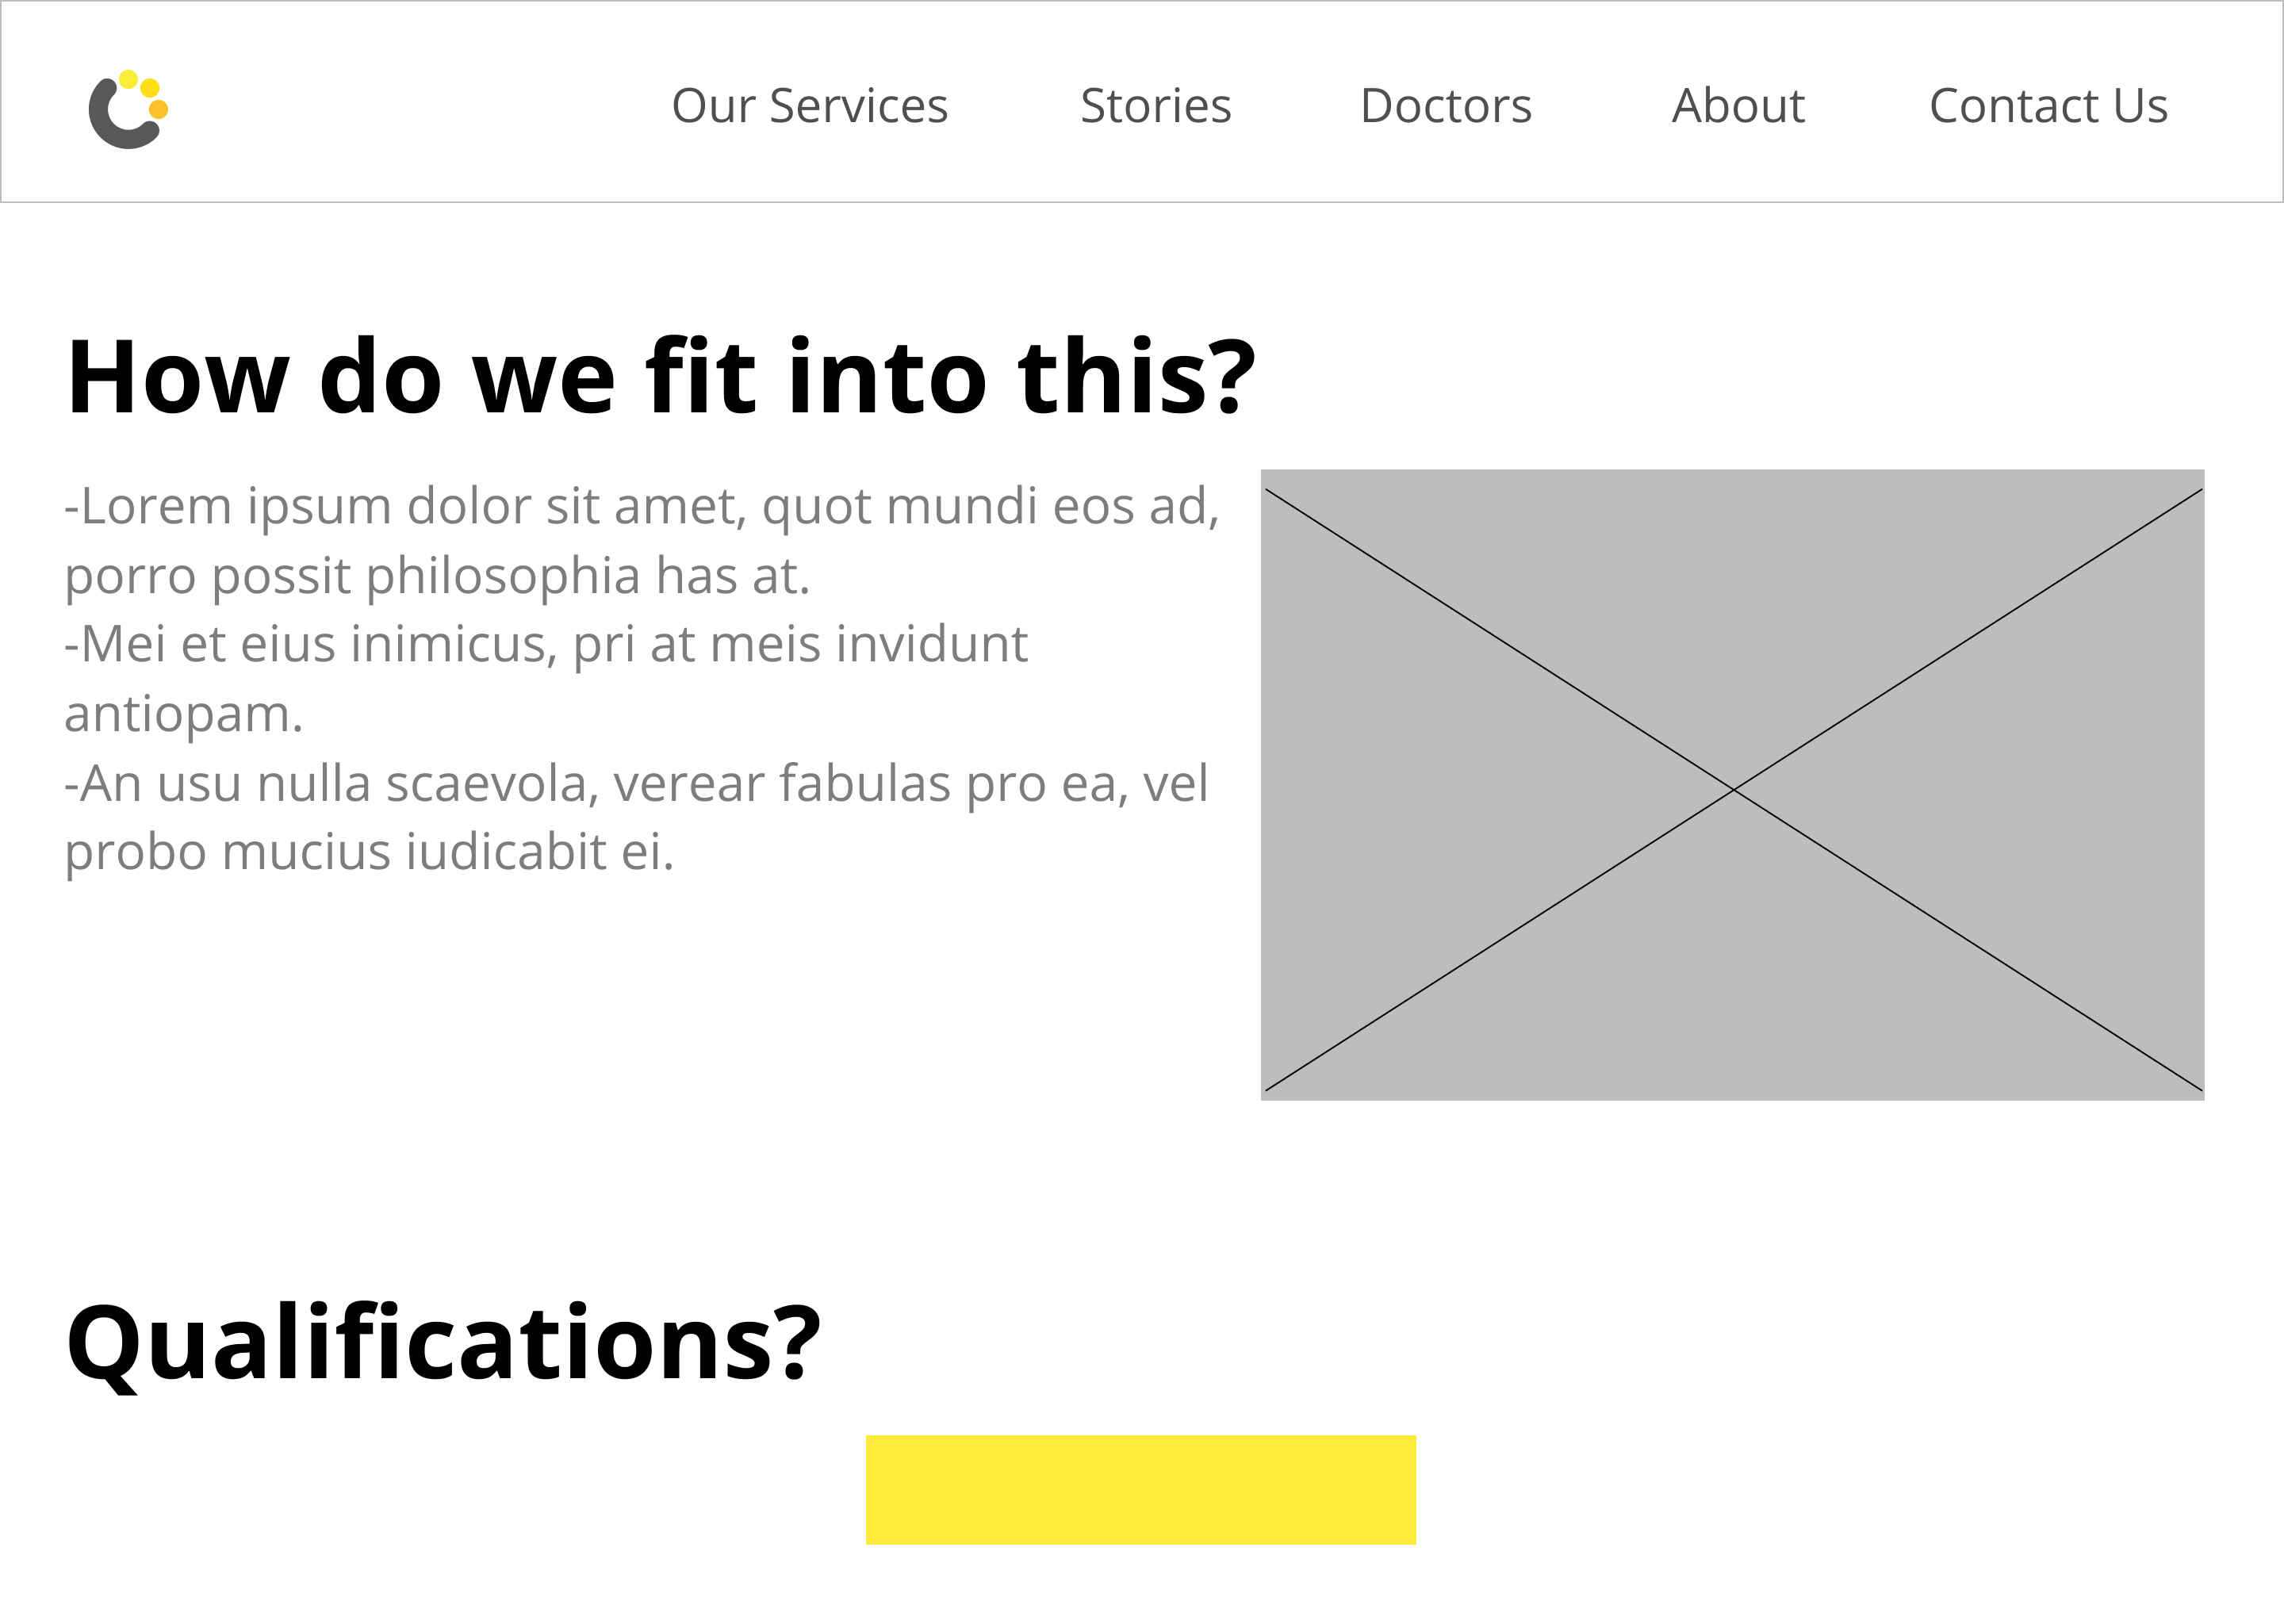 Our Services Stories Doctors About Contact Us
How do we fit into this?
-Lorem ipsum dolor sit amet, quot mundi eos ad,
porro possit philosophia has at.
-Mei et eius inimicus, pri at meis invidunt
antiopam.
-An usu nulla scaevola, verear fabulas pro ea, vel
probo mucius iudicabit ei.
Qualifications?